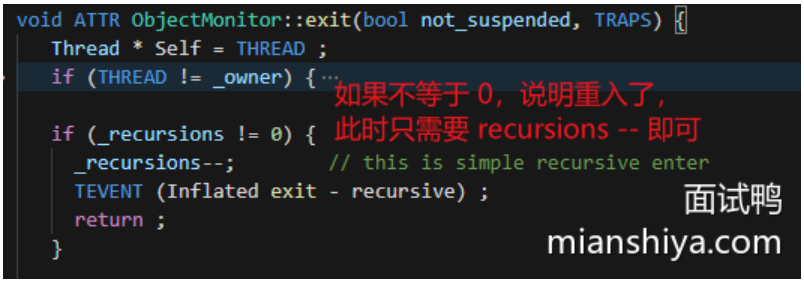 void ATTR ObjectMonitor::exit(bool not_suspended, TRAPS) {
Thread * Self = THREAD ;
if (THREAD != _owner) { ...
如果不等于 0，说明重入了，
此时只需要 recursions -- 即可
if (_recursions != 0) {
_recursions--; // this is simple recursive enter
TEVENT (Inflated exit - recursive) ;
return ;
}
面试鸭
mianshiya.com